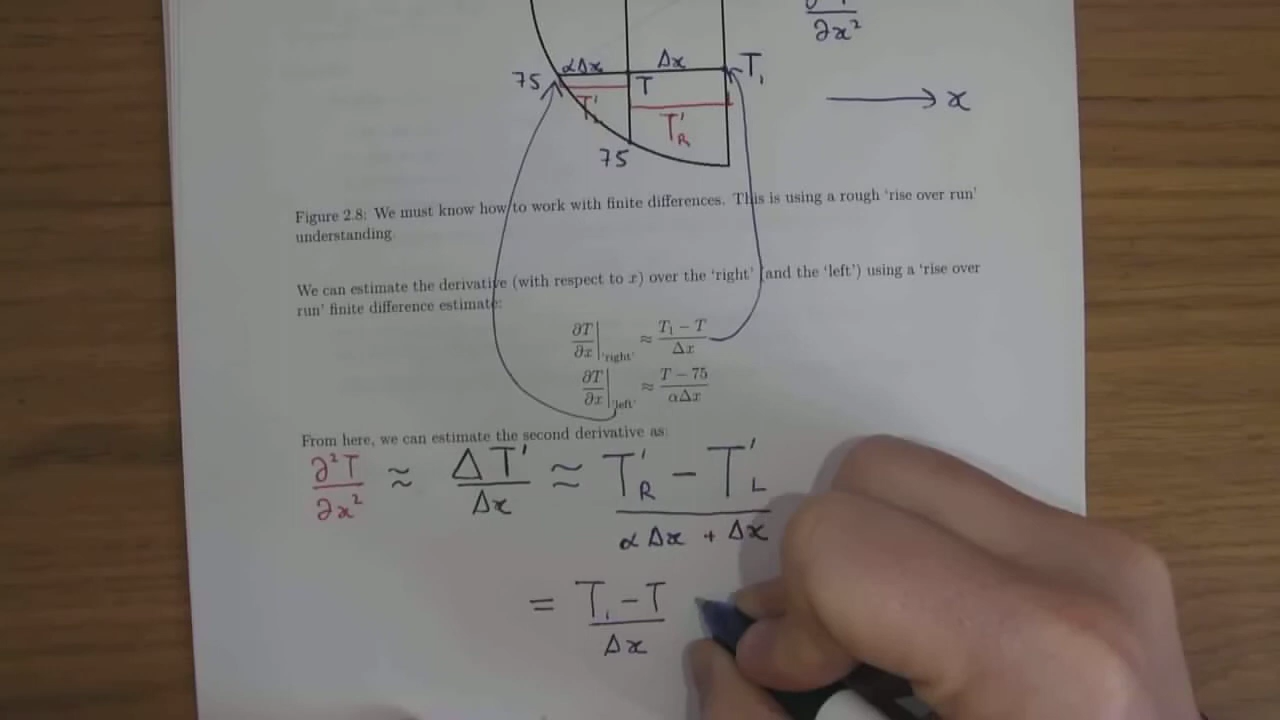 ∂x²
αΔx Δx T₁
75 T
T'L T'R → x
75
Figure 2.8: We must know how to work with finite differences. This is using a rough 'rise over run'
understanding.
We can estimate the derivative (with respect to x) over the 'right' (and the 'left') using a 'rise over
run' finite difference estimate:
∂T/∂x |'right' ≈ (T₁ − T)/Δx
∂T/∂x |'left' ≈ (T − 75)/(αΔx)
From here, we can estimate the second derivative as:
∂²T/∂x² ≈ ΔT'/Δx ≈ (T'R − T'L)/(αΔx + Δx)
= (T₁ − T)/Δx